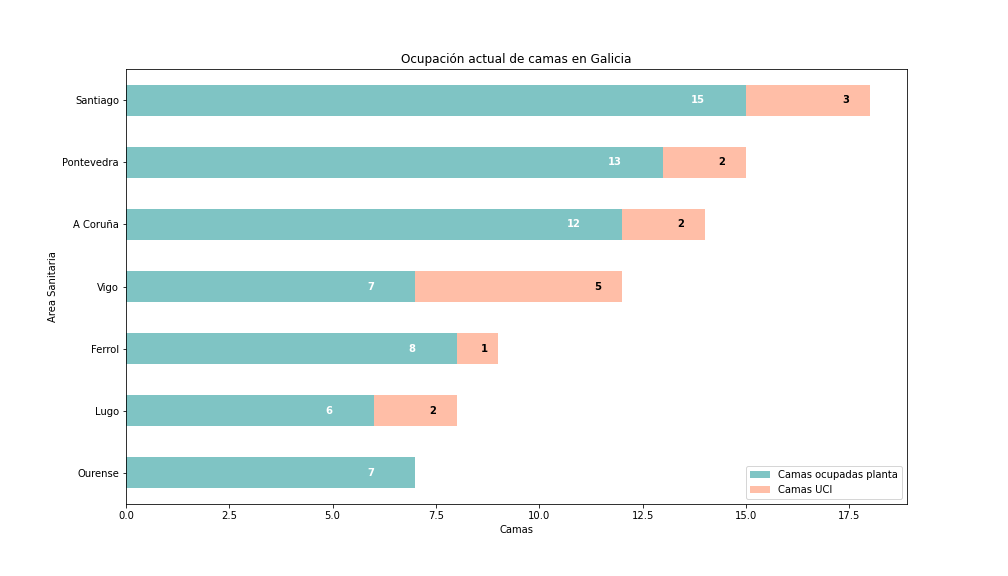 Ocupación actual de camas en Galicia
Area Sanitaria
Santiago 15 3
Pontevedra 13 2
A Coruña 12 2
Vigo 7 5
Ferrol 8 1
Lugo 6 2
Ourense 7
Camas ocupadas planta
Camas UCI
0.0 2.5 5.0 7.5 10.0 12.5 15.0 17.5
Camas